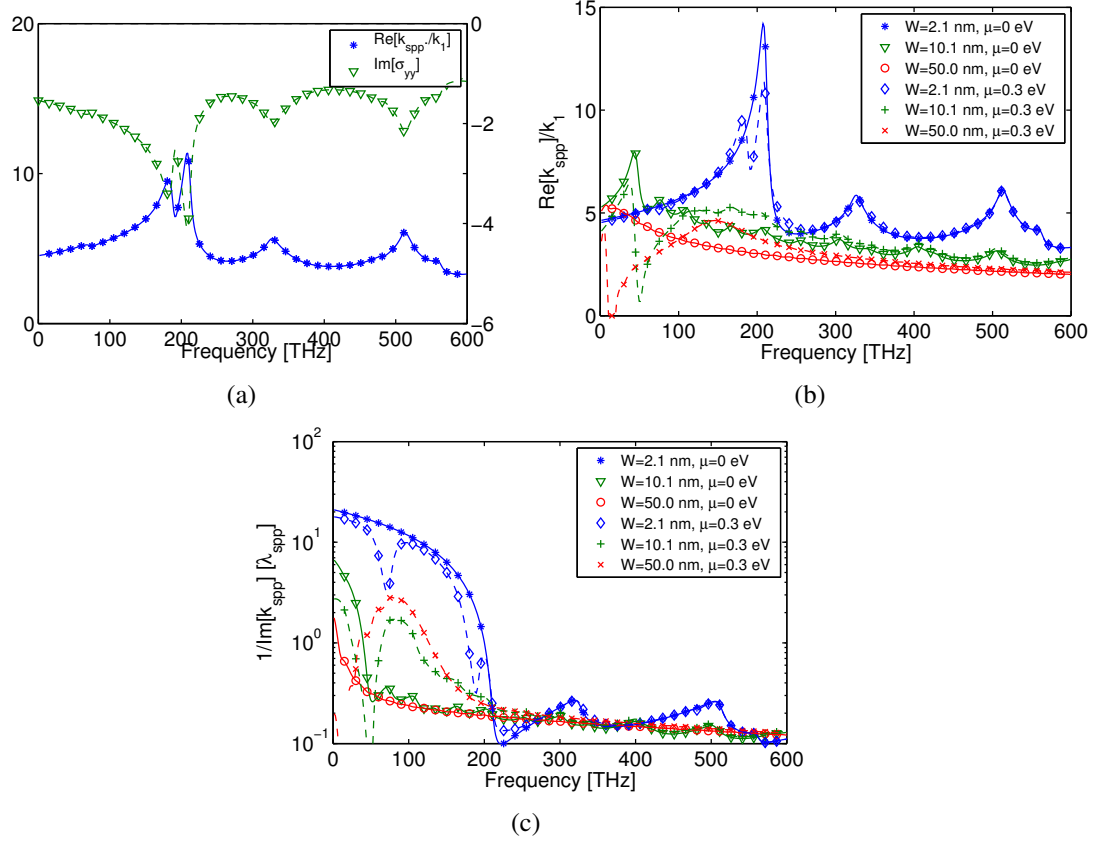 20
10
0
0
−2
−4
−6
Re[k_spp./k_1]
Im[σ_yy]
0 100 200 300 400 500 600
Frequency [THz]
(a)
15
10
5
0
Re[k_spp]/k_1
W=2.1 nm, μ=0 eV
W=10.1 nm, μ=0 eV
W=50.0 nm, μ=0 eV
W=2.1 nm, μ=0.3 eV
W=10.1 nm, μ=0.3 eV
W=50.0 nm, μ=0.3 eV
0 100 200 300 400 500 600
Frequency [THz]
(b)
10^2
10^1
10^0
10^−1
1/Im[k_spp] [λ_spp]
W=2.1 nm, μ=0 eV
W=10.1 nm, μ=0 eV
W=50.0 nm, μ=0 eV
W=2.1 nm, μ=0.3 eV
W=10.1 nm, μ=0.3 eV
W=50.0 nm, μ=0.3 eV
0 100 200 300 400 500 600
Frequency [THz]
(c)